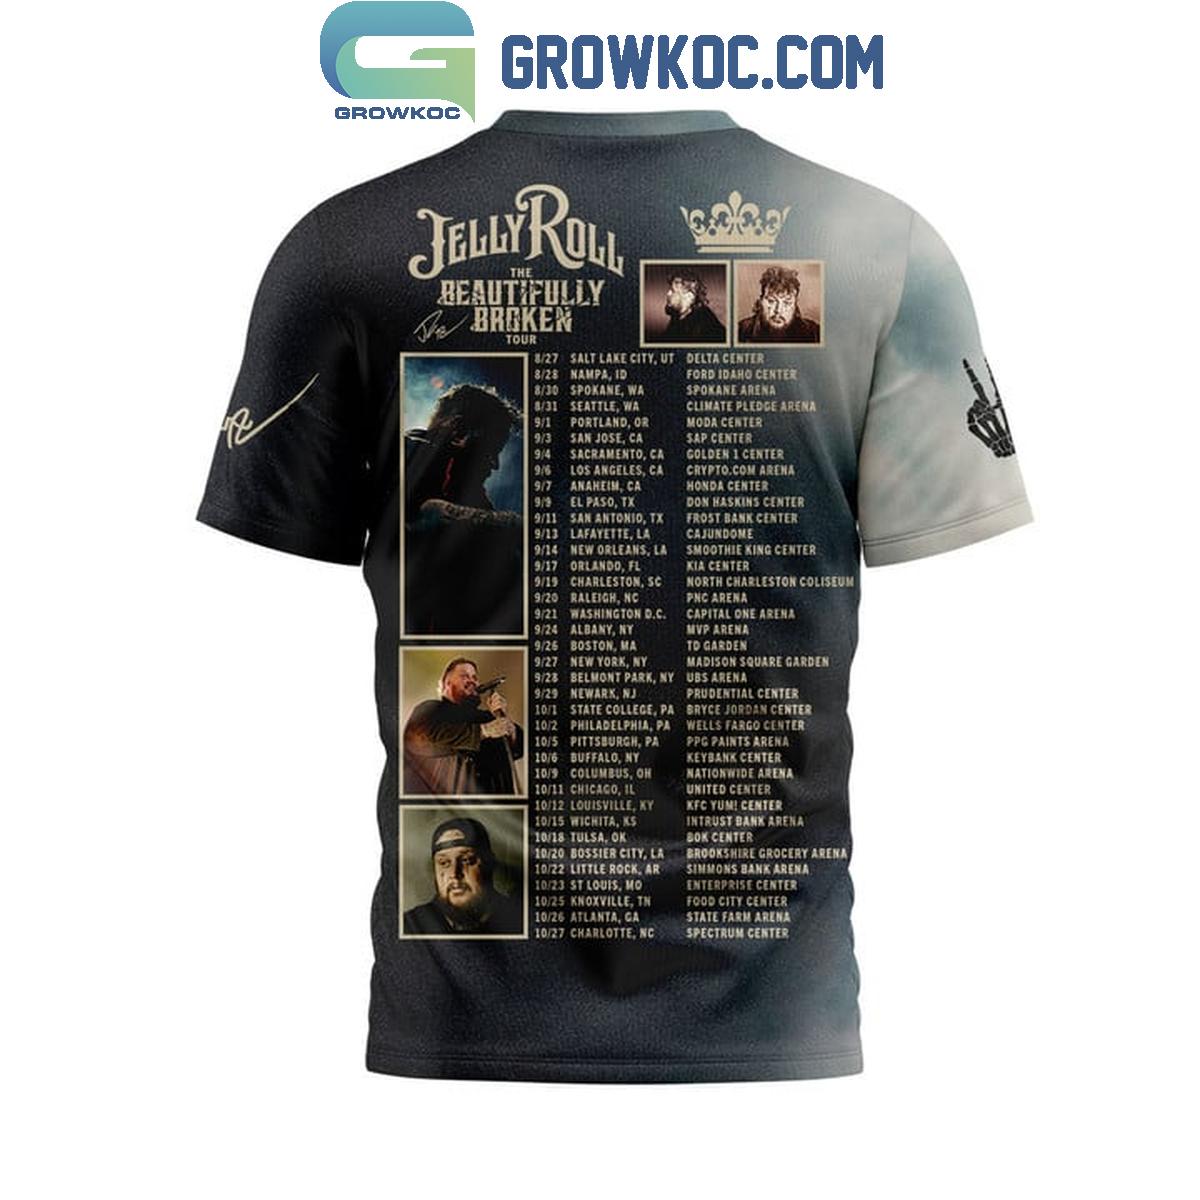 GROWKOC
GROWKOC.COM
JELLY ROLL
THE
BEAUTIFULLY
BROKEN
TOUR
8/27 SALT LAKE CITY, UT DELTA CENTER
8/28 NAMPA, ID FORD IDAHO CENTER
8/30 SPOKANE, WA SPOKANE ARENA
8/31 SEATTLE, WA CLIMATE PLEDGE ARENA
9/1 PORTLAND, OR MODA CENTER
9/3 SAN JOSE, CA SAP CENTER
9/4 SACRAMENTO, CA GOLDEN 1 CENTER
9/6 LOS ANGELES, CA CRYPTO.COM ARENA
9/7 ANAHEIM, CA HONDA CENTER
9/9 EL PASO, TX DON HASKINS CENTER
9/11 SAN ANTONIO, TX FROST BANK CENTER
9/13 LAFAYETTE, LA CAJUNDOME
9/14 NEW ORLEANS, LA SMOOTHIE KING CENTER
9/17 ORLANDO, FL KIA CENTER
9/19 CHARLESTON, SC NORTH CHARLESTON COLISEUM
9/20 RALEIGH, NC PNC ARENA
9/21 WASHINGTON D.C. CAPITAL ONE ARENA
9/24 ALBANY, NY MVP ARENA
9/26 BOSTON, MA TD GARDEN
9/27 NEW YORK, NY MADISON SQUARE GARDEN
9/28 BELMONT PARK, NY UBS ARENA
9/29 NEWARK, NJ PRUDENTIAL CENTER
10/1 STATE COLLEGE, PA BRYCE JORDAN CENTER
10/2 PHILADELPHIA, PA WELLS FARGO CENTER
10/5 PITTSBURGH, PA PPG PAINTS ARENA
10/6 BUFFALO, NY KEYBANK CENTER
10/9 COLUMBUS, OH NATIONWIDE ARENA
10/11 CHICAGO, IL UNITED CENTER
10/12 LOUISVILLE, KY KFC YUM! CENTER
10/15 WICHITA, KS INTRUST BANK ARENA
10/18 TULSA, OK BOK CENTER
10/20 BOSSIER CITY, LA BROOKSHIRE GROCERY ARENA
10/22 LITTLE ROCK, AR SIMMONS BANK ARENA
10/23 ST LOUIS, MO ENTERPRISE CENTER
10/25 KNOXVILLE, TN FOOD CITY CENTER
10/26 ATLANTA, GA STATE FARM ARENA
10/27 CHARLOTTE, NC SPECTRUM CENTER